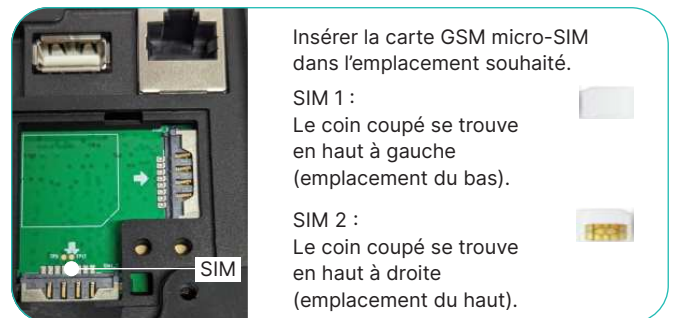 Insérer la carte GSM micro-SIM
dans l’emplacement souhaité.
SIM 1 :
Le coin coupé se trouve
en haut à gauche
(emplacement du bas).
SIM 2 :
Le coin coupé se trouve
en haut à droite
(emplacement du haut).
SIM